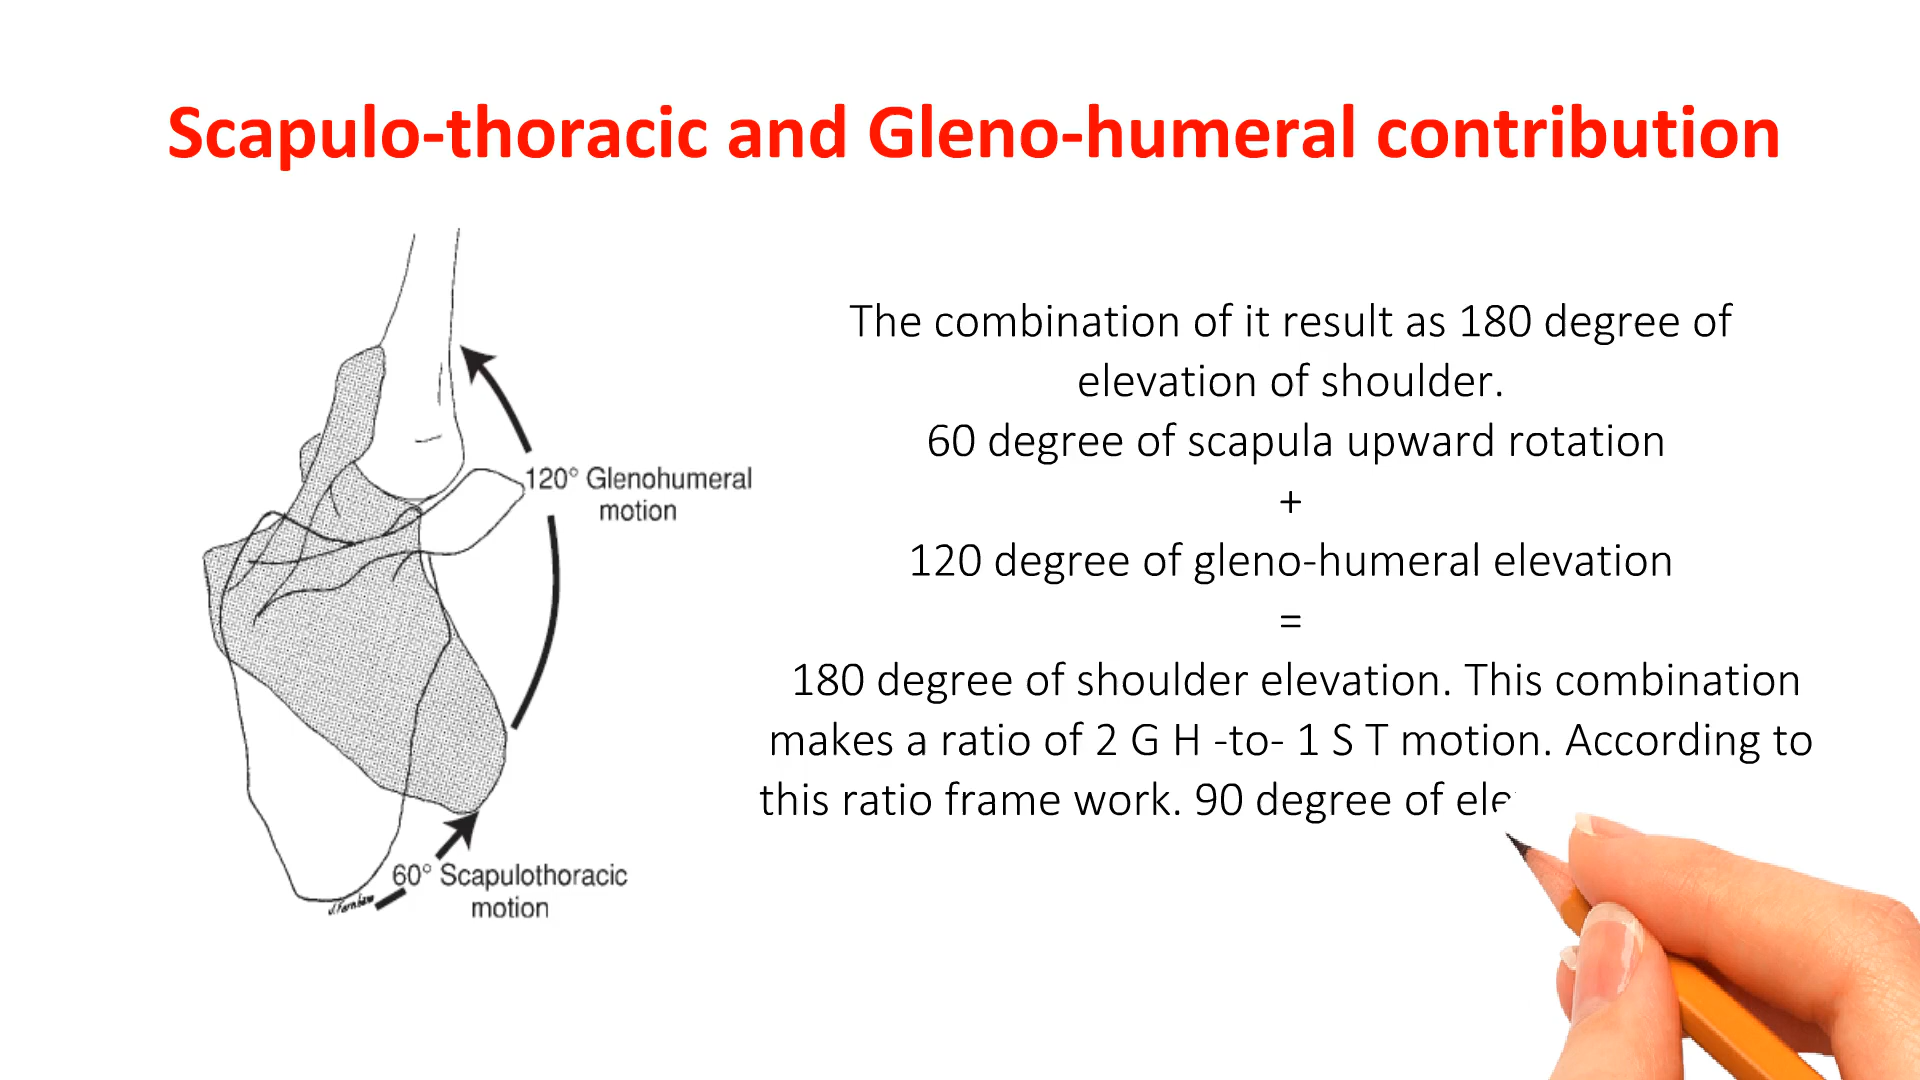 Scapulo-thoracic and Gleno-humeral contribution
The combination of it result as 180 degree of
elevation of shoulder.
60 degree of scapula upward rotation
+
120 degree of gleno-humeral elevation
=
180 degree of shoulder elevation. This combination
makes a ratio of 2 G H -to- 1 S T motion. According to
this ratio frame work. 90 degree of ele
120° Glenohumeral
motion
60° Scapulothoracic
motion